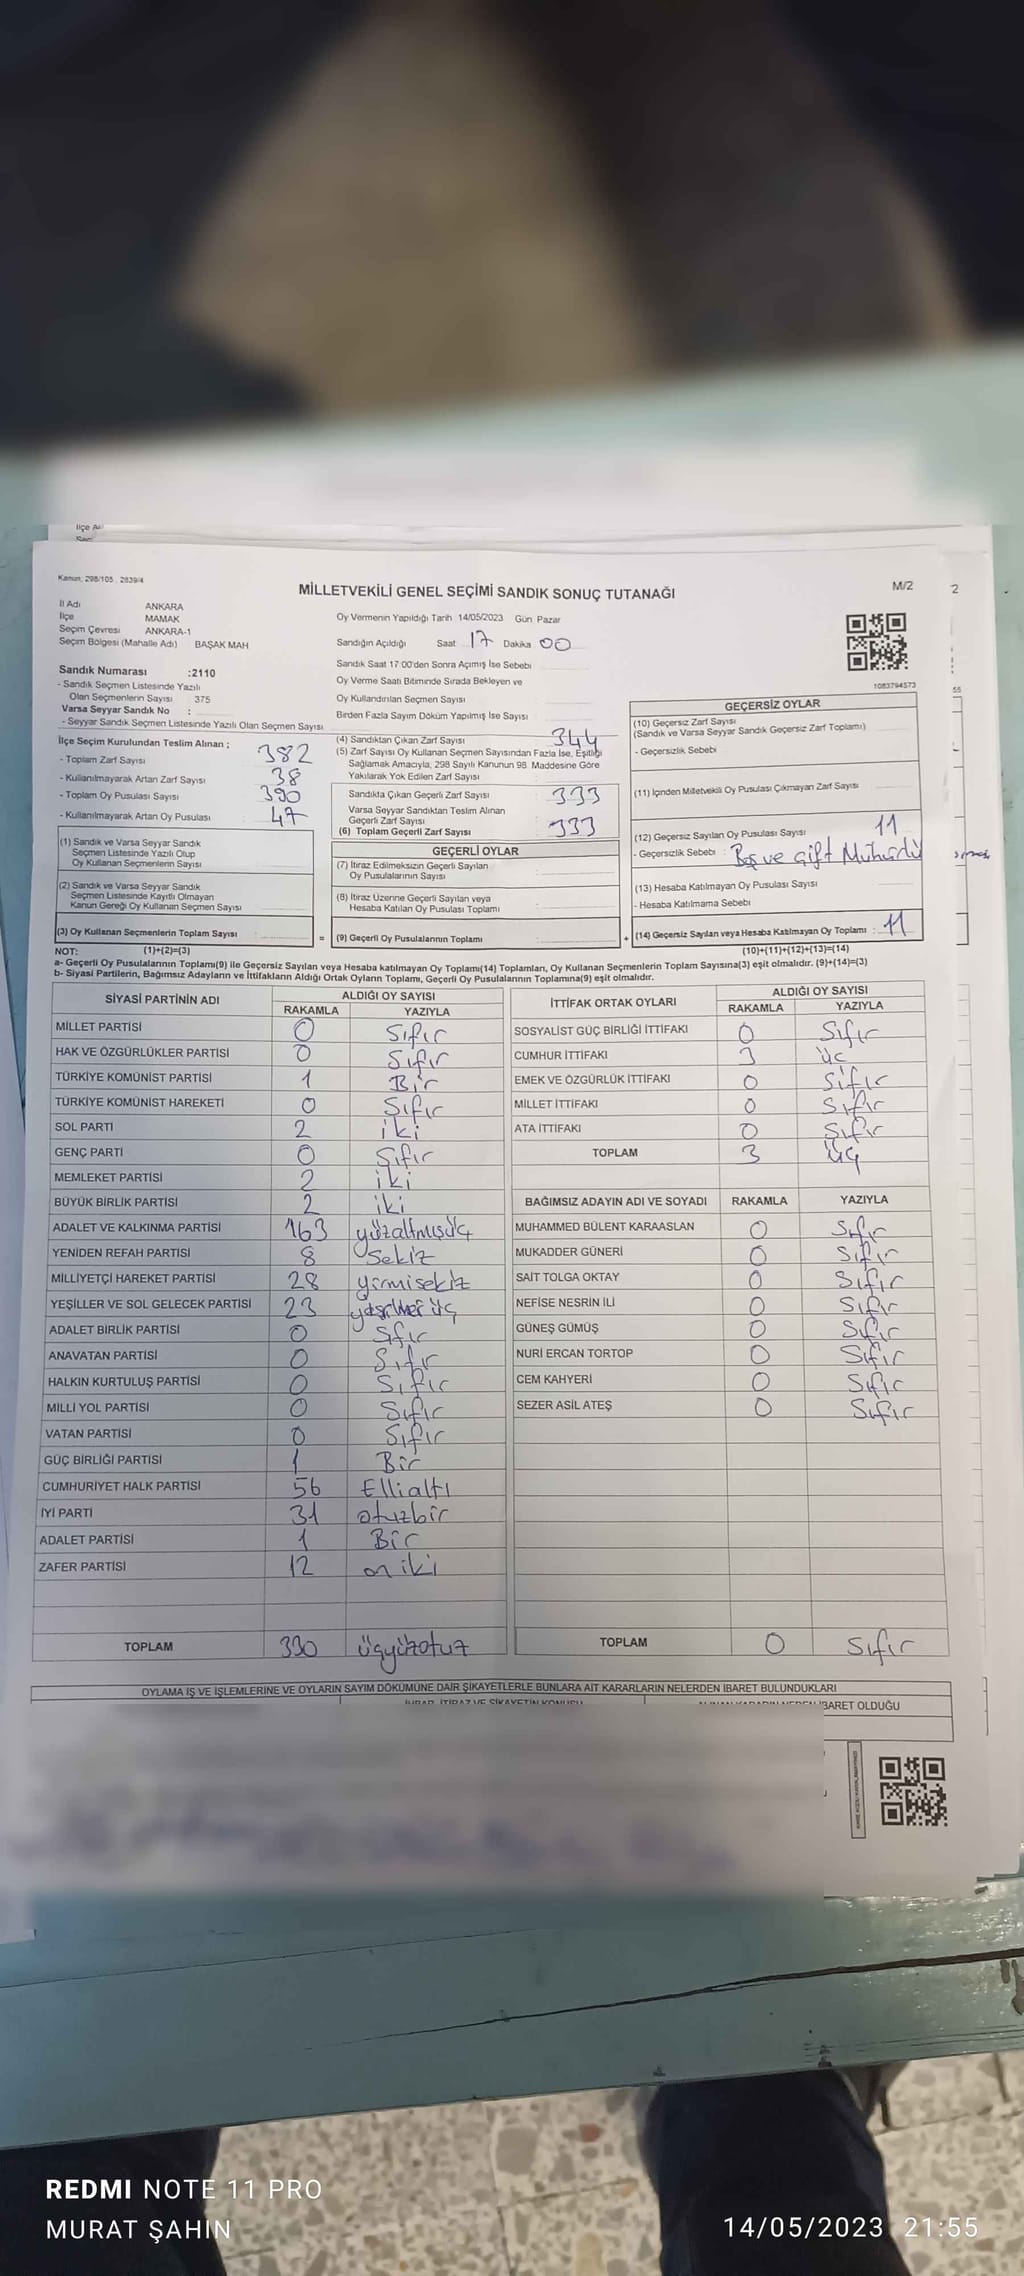 İlçe A
Kanun; 298/105 , 2839/4
MİLLETVEKİLİ GENEL SEÇİMİ SANDIK SONUÇ TUTANAĞI
M/2
2
İl Adı ANKARA
İlçe MAMAK
Seçim Çevresi ANKARA-1
Seçim Bölgesi (Mahalle Adı) BAŞAK MAH
Oy Vermenin Yapıldığı Tarih 14/05/2023 Gün Pazar
Sandığın Açıldığı Saat 17 Dakika 00
Sandık Saat 17:00'den Sonra Açımış İse Sebebi
Oy Verme Saati Bitiminde Sırada Bekleyen ve
Oy Kullandırılan Seçmen Sayısı
Birden Fazla Sayım Döküm Yapılmış İse Sayısı
1083794573
55
Sandık Numarası :2110
- Sandık Seçmen Listesinde Yazılı
Olan Seçmenlerin Sayısı 375
Varsa Seyyar Sandık No :
- Seyyar Sandık Seçmen Listesinde Yazılı Olan Seçmen Sayısı
İlçe Seçim Kurulundan Teslim Alınan ;
- Toplam Zarf Sayısı 382
- Kullanılmayarak Artan Zarf Sayısı 38
- Toplam Oy Pusulası Sayısı 390
- Kullanılmayarak Artan Oy Pusulası 47
(1) Sandık ve Varsa Seyyar Sandık
Seçmen Listesinde Yazılı Olup
Oy Kullanan Seçmenlerin Sayısı
(2) Sandık ve Varsa Seyyar Sandık
Seçmen Listesinde Kayıtlı Olmayan
Kanun Gereği Oy Kullanan Seçmen Sayısı
(3) Oy Kullanan Seçmenlerin Toplam Sayısı =
(4) Sandıktan Çıkan Zarf Sayısı 344
(5) Zarf Sayısı Oy Kullanan Seçmen Sayısından Fazla İse, Eşitliği
Sağlamak Amacıyla, 298 Sayılı Kanunun 98. Maddesine Göre
Yakılarak Yok Edilen Zarf Sayısı :
Sandıkta Çıkan Geçerli Zarf Sayısı : 333
Varsa Seyyar Sandıktan Teslim Alınan
Geçerli Zarf Sayısı
(6) Toplam Geçerli Zarf Sayısı : 333
GEÇERLİ OYLAR
(7) İtiraz Edilmeksizin Geçerli Sayılan
Oy Pusulalarının Sayısı
(8) İtiraz Üzerine Geçerli Sayılan veya
Hesaba Katılan Oy Pusulası Toplamı
(9) Geçerli Oy Pusulalarının Toplamı : +
GEÇERSİZ OYLAR
(10) Geçersiz Zarf Sayısı
(Sandık ve Varsa Seyyar Sandık Geçersiz Zarf Toplamı)
- Geçersizlik Sebebi
(11) İçinden Milletvekili Oy Pusulası Çıkmayan Zarf Sayısı
(12) Geçersiz Sayılan Oy Pusulası Sayısı 11
- Geçersizlik Sebebi : Boş ve çift Mühürlü
(13) Hesaba Katılmayan Oy Pusulası Sayısı
- Hesaba Katılmama Sebebi
(14) Geçersiz Sayılan veya Hesaba Katılmayan Oy Toplamı : 11
NOT: (1)+(2)=(3) (10)+(11)+(12)+(13)=(14)
a- Geçerli Oy Pusulalarının Toplamı(9) ile Geçersiz Sayılan veya Hesaba katılmayan Oy Toplamı(14) Toplamları, Oy Kullanan Seçmenlerin Toplam Sayısına(3) eşit olmalıdır. (9)+(14)=(3)
b- Siyasi Partilerin, Bağımsız Adayların ve İttifakların Aldığı Ortak Oyların Toplamı, Geçerli Oy Pusulalarının Toplamına(9) eşit olmalıdır.
SİYASİ PARTİNİN ADI ALDIĞI OY SAYISI
RAKAMLA YAZIYLA
MİLLET PARTİSİ 0 Sıfır
HAK VE ÖZGÜRLÜKLER PARTİSİ 0 Sıfır
TÜRKİYE KOMÜNİST PARTİSİ 1 Bir
TÜRKİYE KOMÜNİST HAREKETİ 0 Sıfır
SOL PARTİ 2 iki
GENÇ PARTİ 0 Sıfır
MEMLEKET PARTİSİ 2 iki
BÜYÜK BİRLİK PARTİSİ 2 iki
ADALET VE KALKINMA PARTİSİ 163 yüzaltmışüç
YENİDEN REFAH PARTİSİ 8 Sekiz
MİLLİYETÇİ HAREKET PARTİSİ 28 yirmisekiz
YEŞİLLER VE SOL GELECEK PARTİSİ 23
ADALET BİRLİK PARTİSİ 0 Sıfır
ANAVATAN PARTİSİ 0 Sıfır
HALKIN KURTULUŞ PARTİSİ 0 Sıfır
MİLLİ YOL PARTİSİ 0 Sıfır
VATAN PARTİSİ 0 Sıfır
GÜÇ BİRLİĞİ PARTİSİ 1 Bir
CUMHURİYET HALK PARTİSİ 56 Ellialtı
İYİ PARTİ 31 otuzbir
ADALET PARTİSİ 1 Bir
ZAFER PARTİSİ 12 on iki
TOPLAM 330 üçyüzotuz
İTTİFAK ORTAK OYLARI ALDIĞI OY SAYISI
RAKAMLA YAZIYLA
SOSYALİST GÜÇ BİRLİĞİ İTTİFAKI 0 Sıfır
CUMHUR İTTİFAKI 3 üç
EMEK VE ÖZGÜRLÜK İTTİFAKI 0 Sıfır
MİLLET İTTİFAKI 0 Sıfır
ATA İTTİFAKI 0 Sıfır
TOPLAM 3 üç
BAĞIMSIZ ADAYIN ADI VE SOYADI RAKAMLA YAZIYLA
MUHAMMED BÜLENT KARAASLAN 0 Sıfır
MUKADDER GÜNERİ 0 Sıfır
SAİT TOLGA OKTAY 0 Sıfır
NEFİSE NESRİN İLİ 0 Sıfır
GÜNEŞ GÜMÜŞ 0 Sıfır
NURİ ERCAN TORTOP 0 Sıfır
CEM KAHYERİ 0 Sıfır
SEZER ASİL ATEŞ 0 Sıfır
TOPLAM 0 Sıfır
OYLAMA İŞ VE İŞLEMLERİNE VE OYLARIN SAYIM DÖKÜMÜNE DAİR ŞİKAYETLERLE BUNLARA AİT KARARLARIN NELERDEN İBARET BULUNDUKLARI
İHBAR, İTİRAZ VE ŞİKAYETİN KONUSU
İBARET OLDUĞU
REDMI NOTE 11 PRO
MURAT ŞAHIN
14/05/2023 21:55